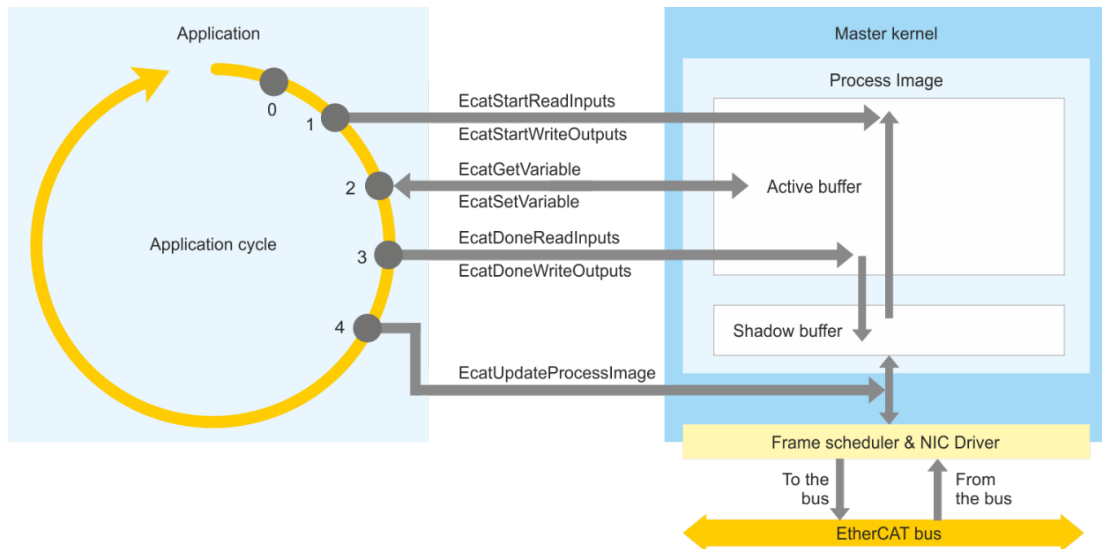 Application
0
1
2
3
4
Application cycle
EcatStartReadInputs
EcatStartWriteOutputs
EcatGetVariable
EcatSetVariable
EcatDoneReadInputs
EcatDoneWriteOutputs
EcatUpdateProcessImage
Master kernel
Process Image
Active buffer
Shadow buffer
Frame scheduler & NIC Driver
To the
bus
From
the bus
EtherCAT bus